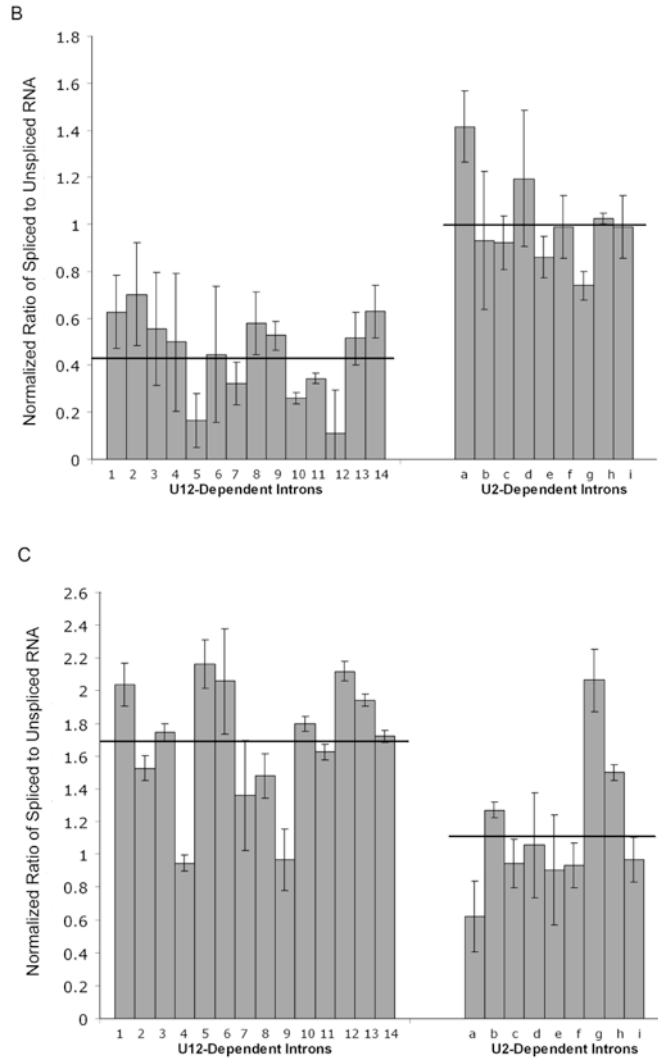 B
Normalized Ratio of Spliced to Unspliced RNA
1.8
1.6
1.4
1.2
1
0.8
0.6
0.4
0.2
0
1 2 3 4 5 6 7 8 9 10 11 12 13 14
U12-Dependent Introns
a b c d e f g h i
U2-Dependent Introns
C
Normalized Ratio of Spliced to Unspliced RNA
2.6
2.4
2.2
2
1.8
1.6
1.4
1.2
1
0.8
0.6
0.4
0.2
0
1 2 3 4 5 6 7 8 9 10 11 12 13 14
U12-Dependent Introns
a b c d e f g h i
U2-Dependent Introns